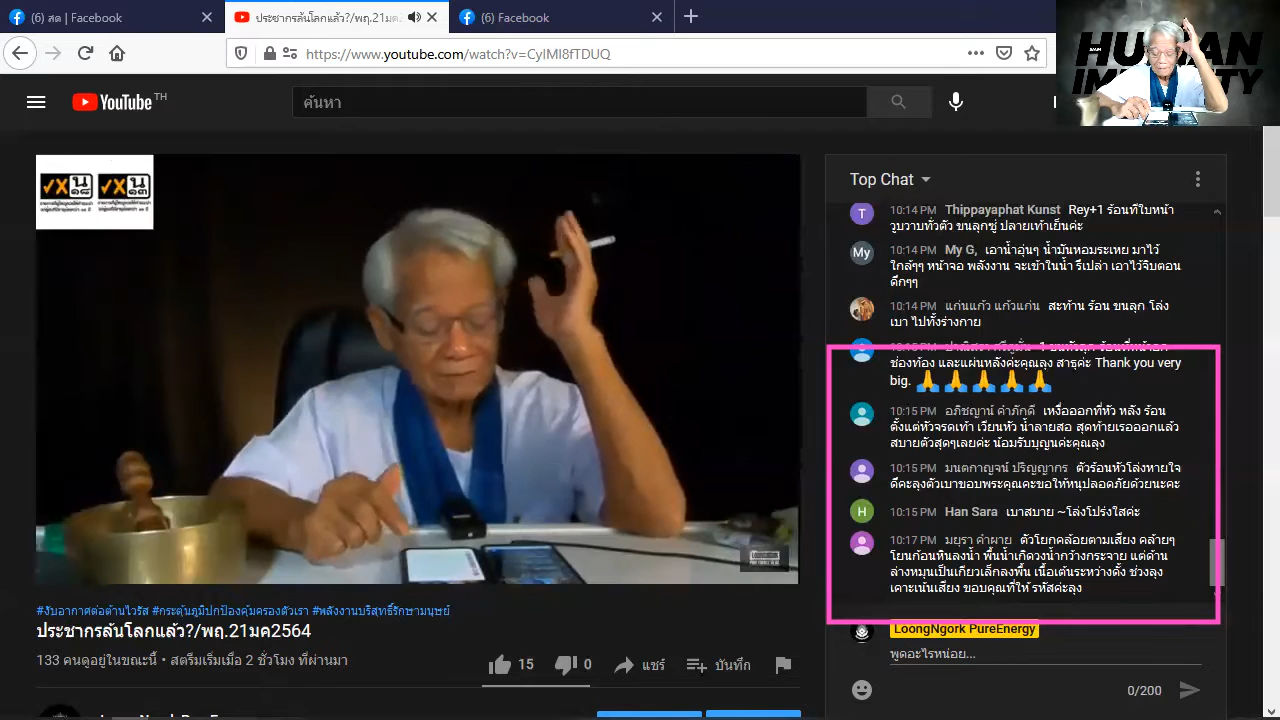 (6) สด | Facebook
ประชากรล้นโลกแล้ว?/พฤ.21มค
(6) Facebook
https://www.youtube.com/watch?v=CyIMI8fTDUQ
YouTube TH
ค้นหา
HUMAN
IMMUNITY
Top Chat
10:14 PM Thippayaphat Kunst Rey+1 ร้อนที่ใบหน้า
วูบวาบทั่วตัว ขนลุกซู่ ปลายเท้าเย็นค่ะ
10:14 PM My G, เอาน้ำอุ่นๆ น้ำมันหอมระเหย มาไว้
ใกล้ๆๆ หน้าจอ พลังงาน จะเข้าในน้ำ รึเปล่า เอาไว้จิบตอน
ดึกๆๆ
10:14 PM แก่นแก้ว แก้วแก่น สะท้าน ร้อน ขนลุก โล่ง
เบา ไปทั้งร่างกาย
ช่องท้อง และแผ่นหลังค่ะคุณลุง สาธุค่ะ Thank you very
big. 🙏🙏🙏🙏🙏
10:15 PM อภิชญาน์ คำภักดี เหงื่อออกที่หัว หลัง ร้อน
ตั้งแต่หัวจรดเท้า เวียนหัว น้ำลายสอ สุดท้ายเรอออกแล้ว
สบายตัวสุดๆเลยค่ะ น้อมรับบุญค่ะคุณลุง
10:15 PM มนตกาญจน์ ปริญญากร ตัวร้อนหัวโล่งหายใจ
ดีคะลุงตัวเบาขอบพระคุณคะขอให้หนุปลอดภัยด้วยนะคะ
10:15 PM Han Sara เบาสบาย ~โล่งโปร่งใสค่ะ
10:17 PM มยุรา คำผาย ตัวโยกคล้อยตามเสียง คล้ายๆ
โยนก้อนหินลงน้ำ พื้นน้ำเกิดวงน้ำกว้างกระจาย แต่ด้าน
ล่างหมุนเป็นเกียวเล็กลงพื้น เนื้อเต้นระหว่างคั้ง ช่วงลุง
เคาะเน้นเสียง ขอบคุณที่ให้ รหัสค่ะลุง
LoongNgork PureEnergy
พูดอะไรหน่อย...
0/200
#งับอากาศต่อต้านไวรัส #กระตุ้นภูมิปกป้องคุ้มครองตัวเรา #พลังงานบริสุทธิ์รักษามนุษย์
ประชากรล้นโลกแล้ว?/พฤ.21มค2564
133 คนดูอยู่ในขณะนี้ • สตรีมเริ่มเมื่อ 2 ชั่วโมง ที่ผ่านมา
15 0 แชร์ บันทึก